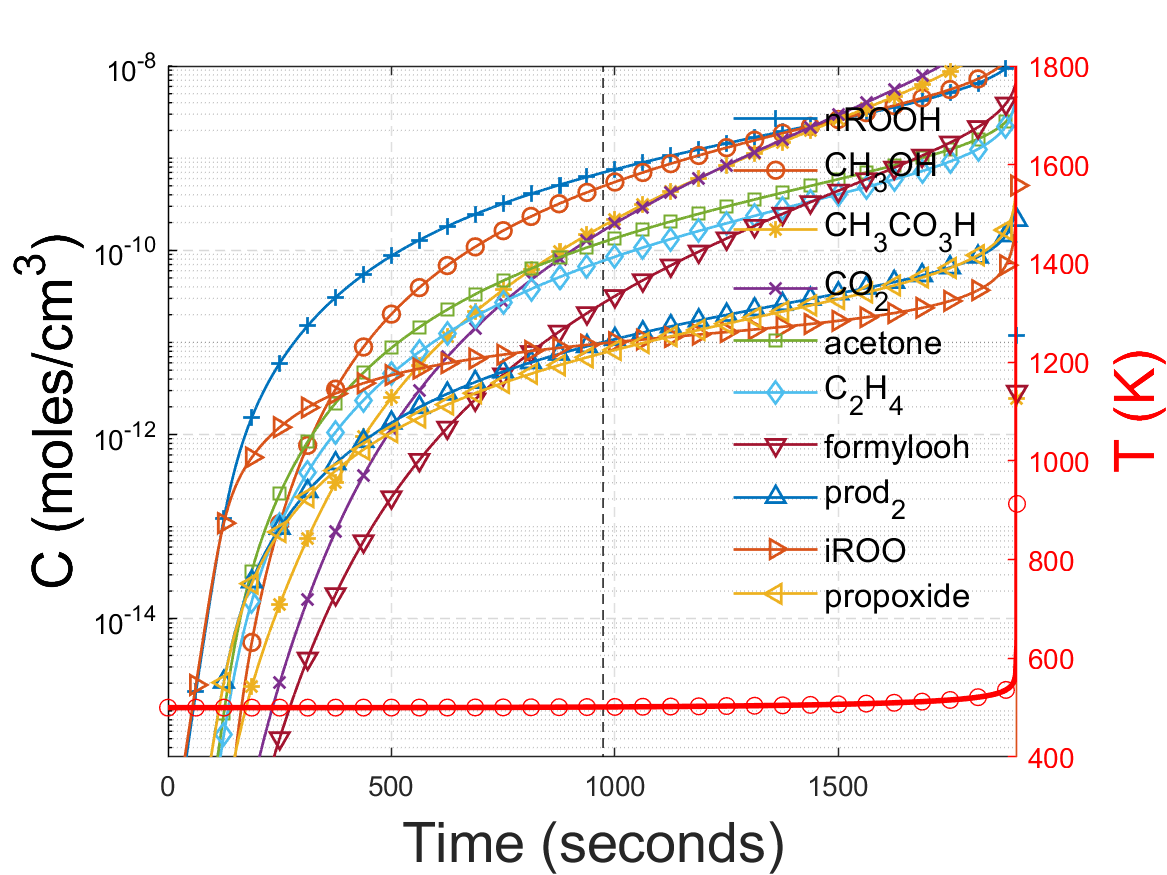 C (moles/cm³)
10⁻⁸
10⁻¹⁰
10⁻¹²
10⁻¹⁴
nROOH
CH₃OH
CH₃CO₃H
CO₂
acetone
C₂H₄
formylooh
prod₂
iROO
propoxide
1800
1600
1400
1200
1000
800
600
400
T (K)
0 500 1000 1500
Time (seconds)